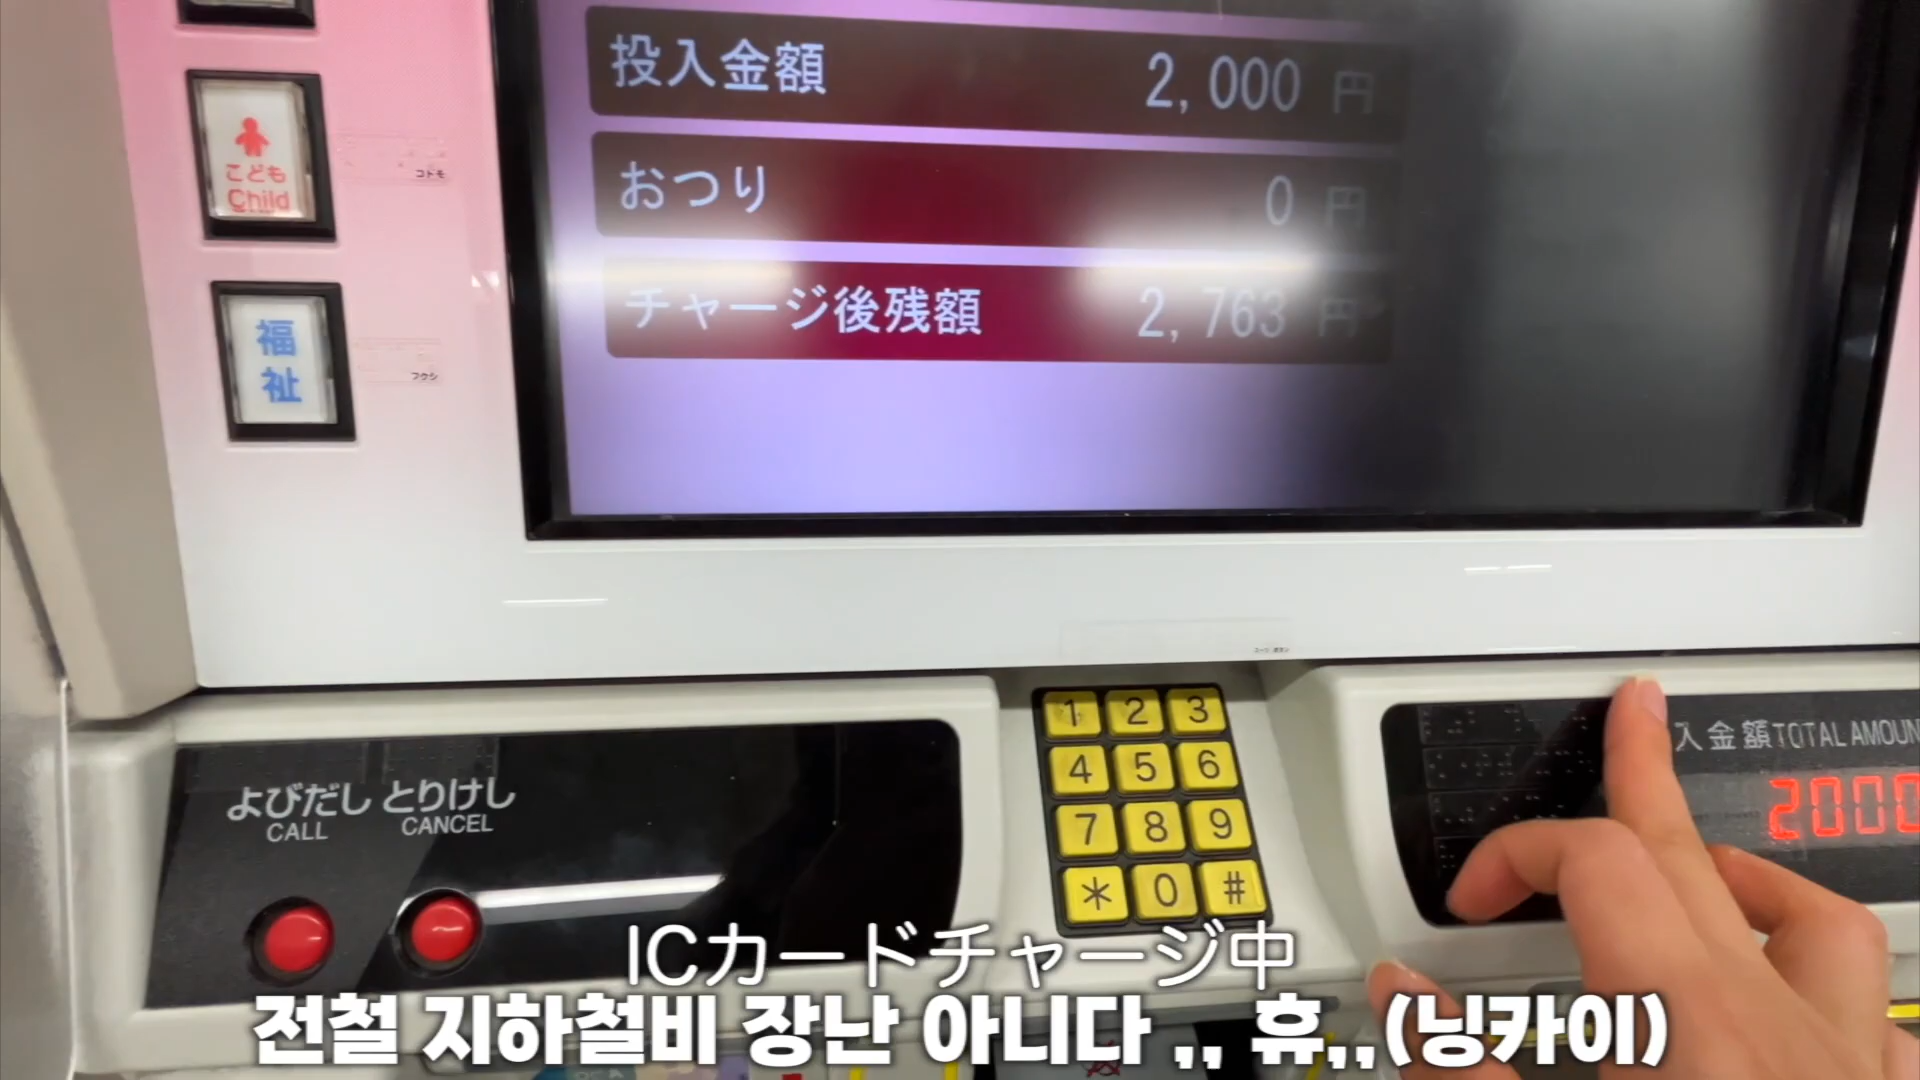 投入金額 2,000 円
おつり 0 円
チャージ後残額 2,763 円
こども
Child
コドモ
福祉
フクシ
よびだし とりけし
CALL CANCEL
1 2 3
4 5 6
7 8 9
* 0 #
入金額 TOTAL AMOUN
2000
ICカードチャージ中
전철 지하철비 장난 아니다 ,, 휴,,(닝카이)